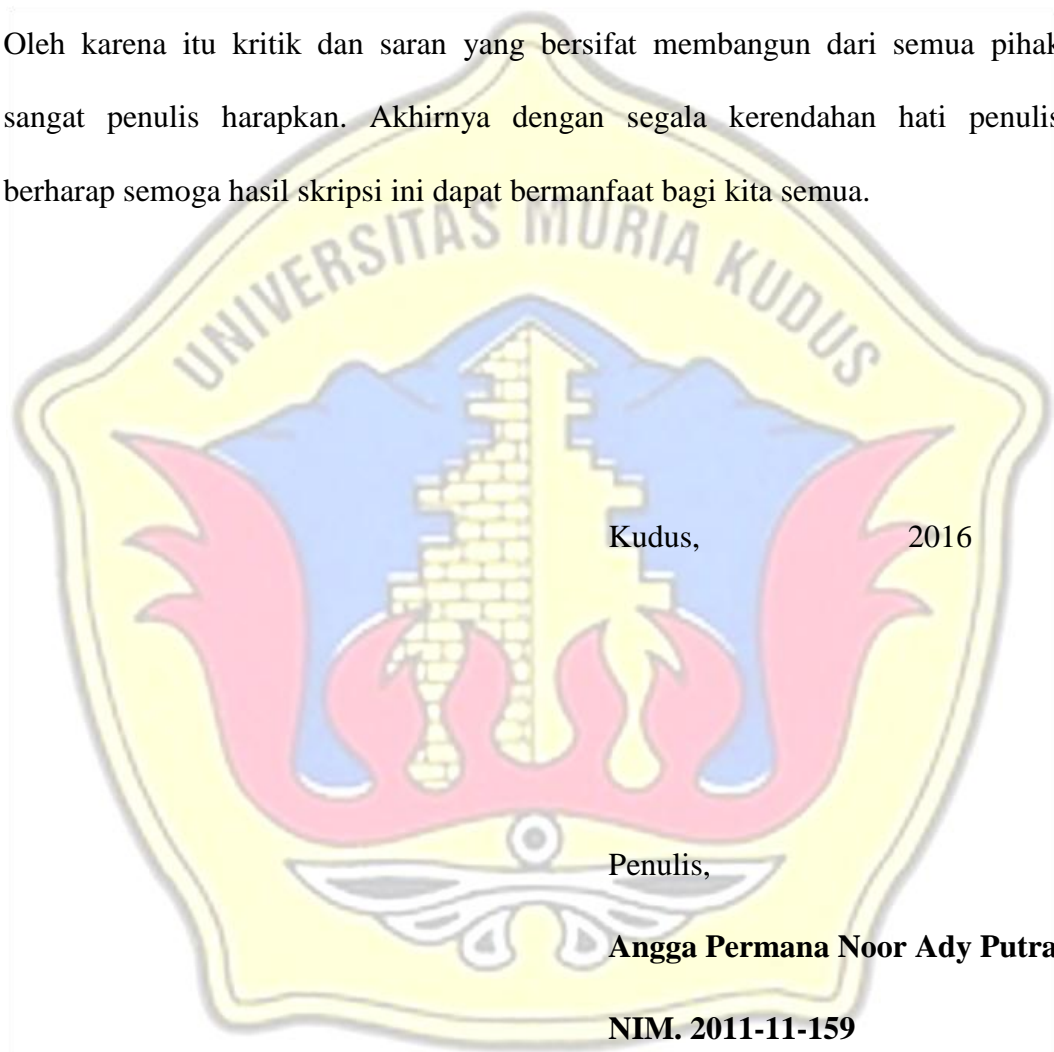 Oleh karena itu kritik dan saran yang bersifat membangun dari semua pihak
sangat penulis harapkan. Akhirnya dengan segala kerendahan hati penulis
berharap semoga hasil skripsi ini dapat bermanfaat bagi kita semua.
UNIVERSITAS MURIA KUDUS
Kudus, 2016
Penulis,
Angga Permana Noor Ady Putra
NIM. 2011-11-159